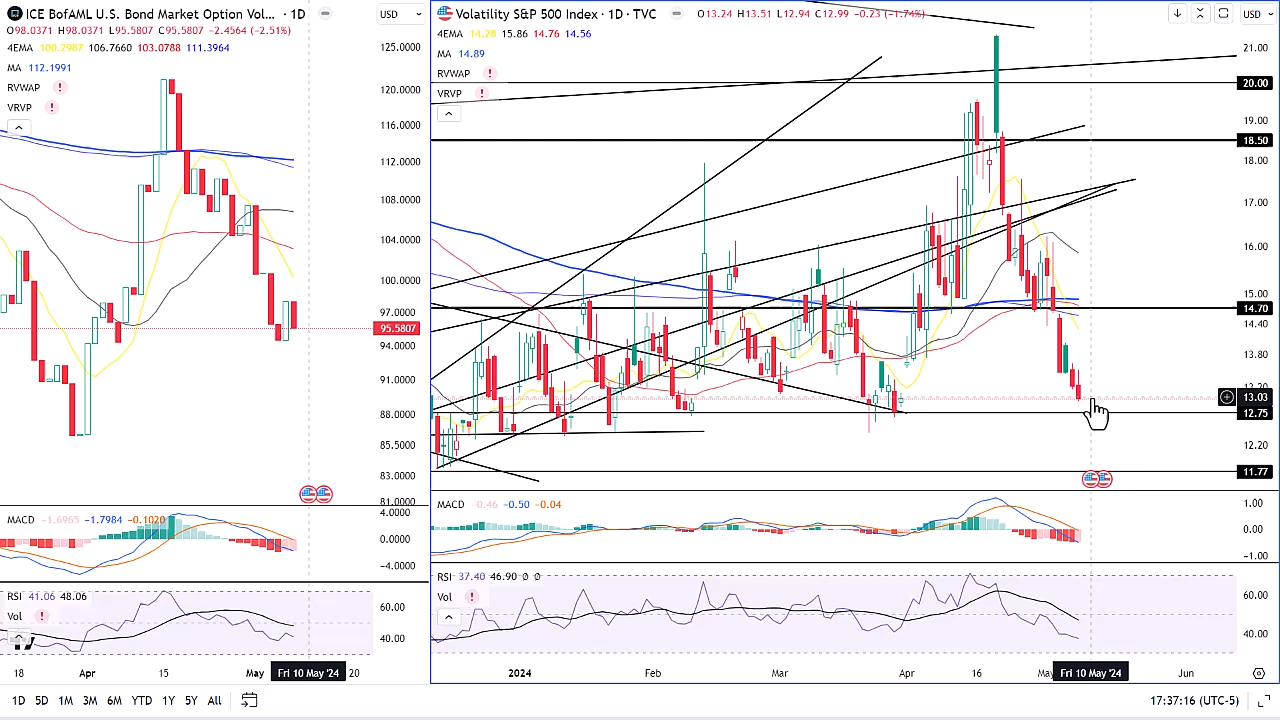 ICE BofAML U.S. Bond Market Option Vol... · 1D
O98.0371 H98.0371 L95.5807 C95.5807 −2.4564 (−2.51%)
4EMA 100.2987 106.7660 103.0788 111.3964
MA 112.1991
RVWAP !
VRVP !
USD
125.0000
120.0000
116.0000
112.0000
108.0000
104.0000
100.0000
97.0000
95.5807
94.0000
91.0000
88.0000
85.5000
83.0000
81.0000
MACD −1.6965 −1.7984 −0.1020
4.0000
0.0000
−4.0000
RSI 41.06 48.06
Vol !
60.00
40.00
18 Apr 15 May Fri 10 May '24 20
Volatility S&P 500 Index · 1D · TVC
O13.24 H13.51 L12.94 C12.99 −0.23 (−1.74%)
4EMA 14.28 15.86 14.76 14.56
MA 14.89
RVWAP !
VRVP !
USD
21.00
20.00
19.00
18.50
18.00
17.00
16.00
15.00
14.70
14.40
13.80
13.20
13.03
12.75
12.20
11.77
MACD −0.46 −0.50 −0.04
1.00
0.00
−1.00
RSI 37.40 46.90 ∅ ∅
Vol !
60.00
40.00
2024 Feb Mar Apr 16 May Fri 10 May '24 Jun
1D 5D 1M 3M 6M YTD 1Y 5Y All
17:37:16 (UTC-5)